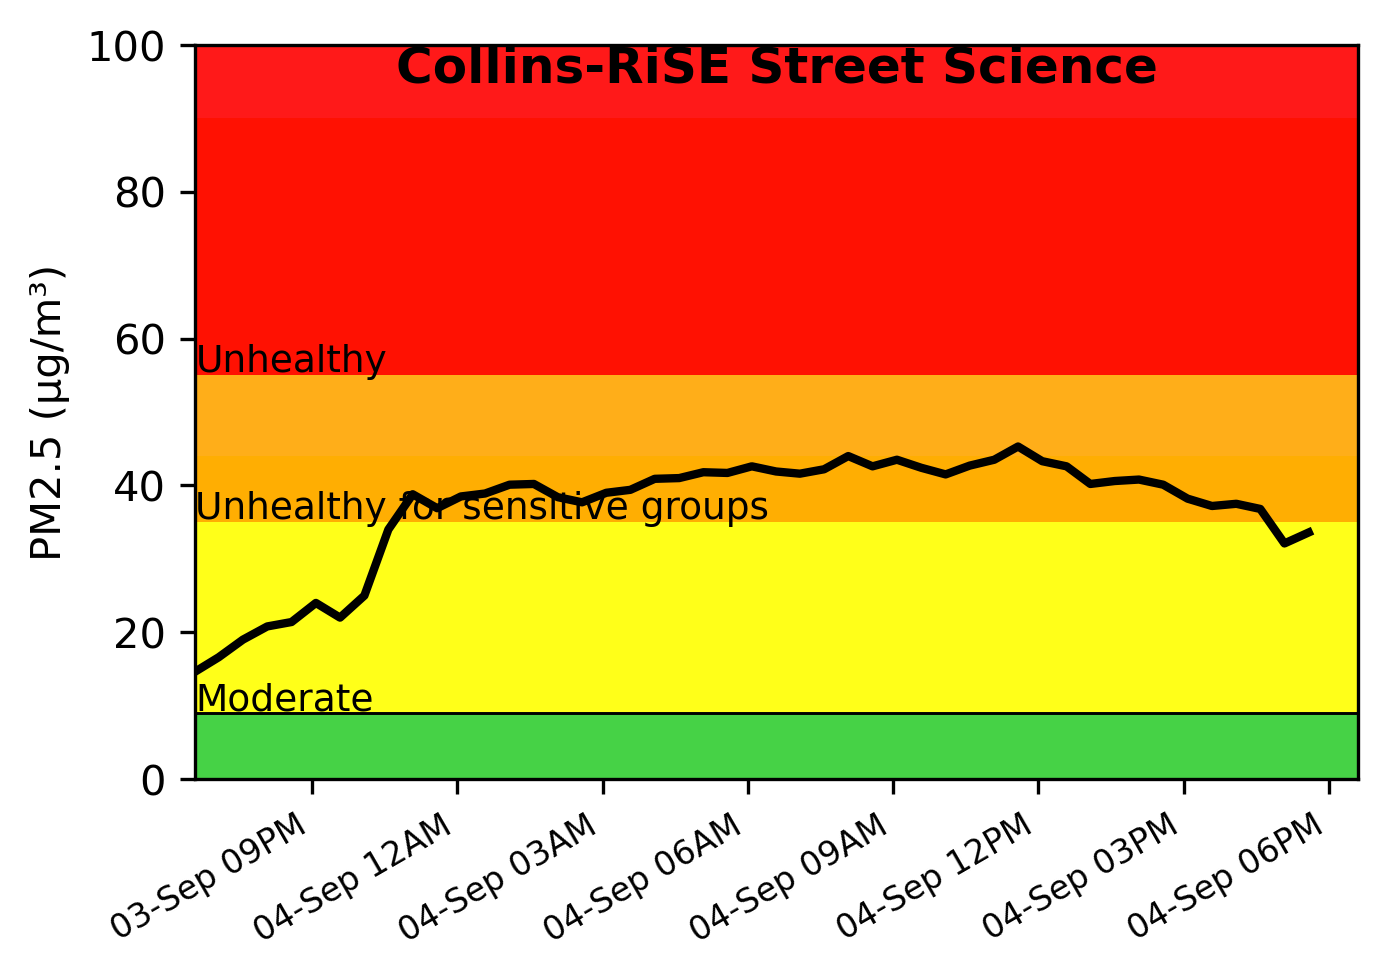 Collins-RiSE Street Science
100
80
60
40
20
0
PM2.5 (µg/m³)
Unhealthy
Unhealthy for sensitive groups
Moderate
03-Sep 09PM
04-Sep 12AM
04-Sep 03AM
04-Sep 06AM
04-Sep 09AM
04-Sep 12PM
04-Sep 03PM
04-Sep 06PM